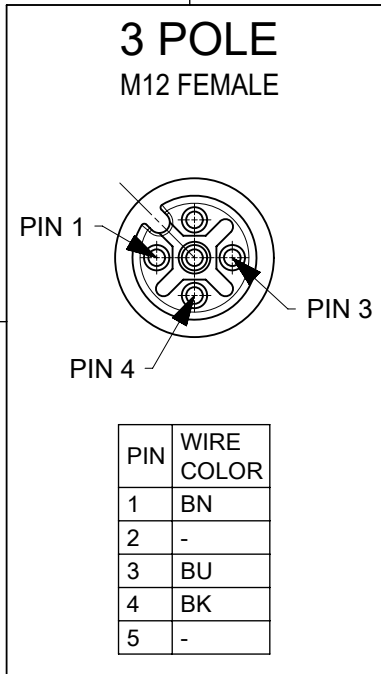 3 POLE
M12 FEMALE
PIN 1
PIN 3
PIN 4
PIN WIRE COLOR
1 BN
2 -
3 BU
4 BK
5 -